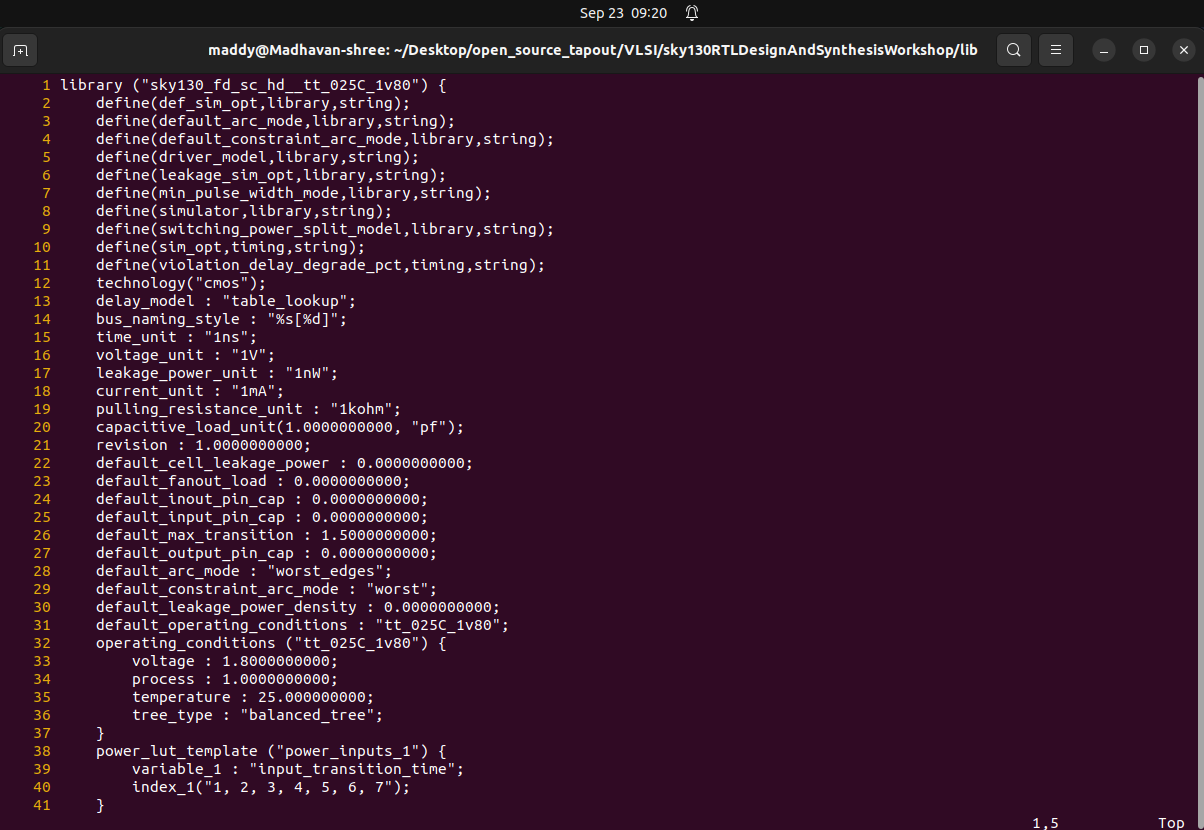 Sep 23 09:20
maddy@Madhavan-shree: ~/Desktop/open_source_tapout/VLSI/sky130RTLDesignAndSynthesisWorkshop/lib
1 library ("sky130_fd_sc_hd__tt_025C_1v80") {
2     define(def_sim_opt,library,string);
3     define(default_arc_mode,library,string);
4     define(default_constraint_arc_mode,library,string);
5     define(driver_model,library,string);
6     define(leakage_sim_opt,library,string);
7     define(min_pulse_width_mode,library,string);
8     define(simulator,library,string);
9     define(switching_power_split_model,library,string);
10     define(sim_opt,timing,string);
11     define(violation_delay_degrade_pct,timing,string);
12     technology("cmos");
13     delay_model : "table_lookup";
14     bus_naming_style : "%s[%d]";
15     time_unit : "1ns";
16     voltage_unit : "1V";
17     leakage_power_unit : "1nW";
18     current_unit : "1mA";
19     pulling_resistance_unit : "1kohm";
20     capacitive_load_unit(1.0000000000, "pf");
21     revision : 1.0000000000;
22     default_cell_leakage_power : 0.0000000000;
23     default_fanout_load : 0.0000000000;
24     default_inout_pin_cap : 0.0000000000;
25     default_input_pin_cap : 0.0000000000;
26     default_max_transition : 1.5000000000;
27     default_output_pin_cap : 0.0000000000;
28     default_arc_mode : "worst_edges";
29     default_constraint_arc_mode : "worst";
30     default_leakage_power_density : 0.0000000000;
31     default_operating_conditions : "tt_025C_1v80";
32     operating_conditions ("tt_025C_1v80") {
33         voltage : 1.8000000000;
34         process : 1.0000000000;
35         temperature : 25.000000000;
36         tree_type : "balanced_tree";
37     }
38     power_lut_template ("power_inputs_1") {
39         variable_1 : "input_transition_time";
40         index_1("1, 2, 3, 4, 5, 6, 7");
41     }
1,5 Top